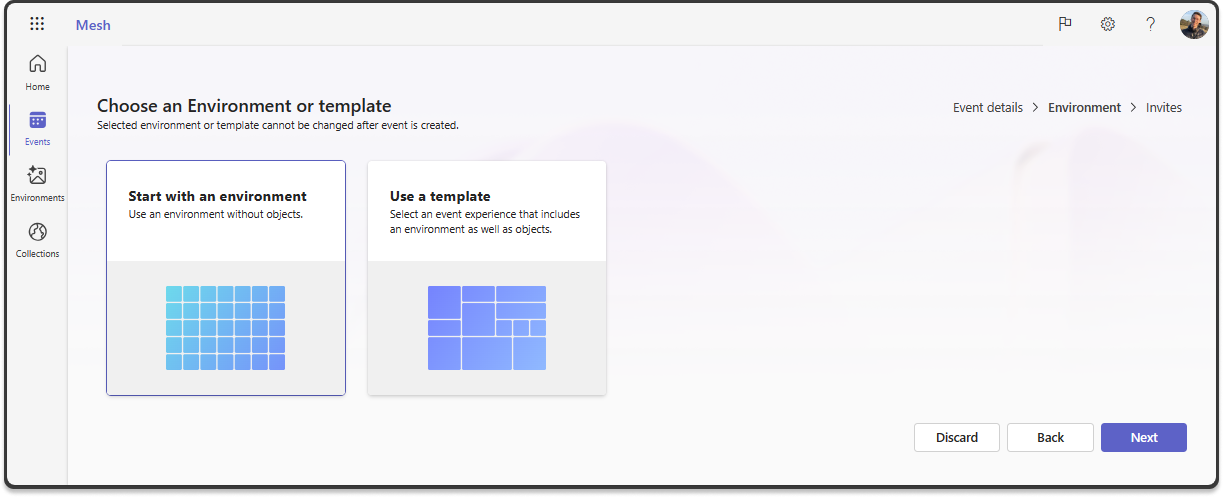 Mesh
Home
Events
Environments
Collections
Choose an Environment or template
Selected environment or template cannot be changed after event is created.
Event details > Environment > Invites
Start with an environment
Use an environment without objects.
Use a template
Select an event experience that includes
an environment as well as objects.
Discard
Back
Next